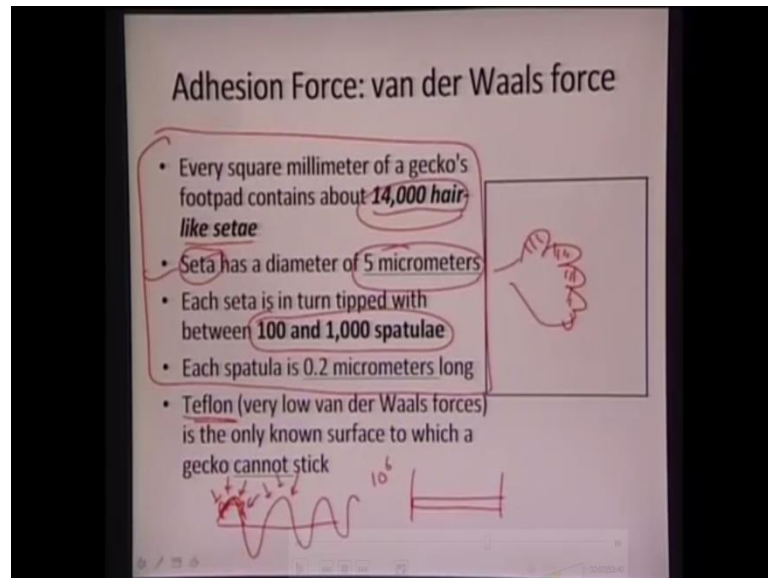 Adhesion Force: van der Waals force
• Every square millimeter of a gecko's
footpad contains about 14,000 hair-
like setae
• Seta has a diameter of 5 micrometers
• Each seta is in turn tipped with
between 100 and 1,000 spatulae
• Each spatula is 0.2 micrometers long
• Teflon (very low van der Waals forces)
is the only known surface to which a
gecko cannot stick
10⁶